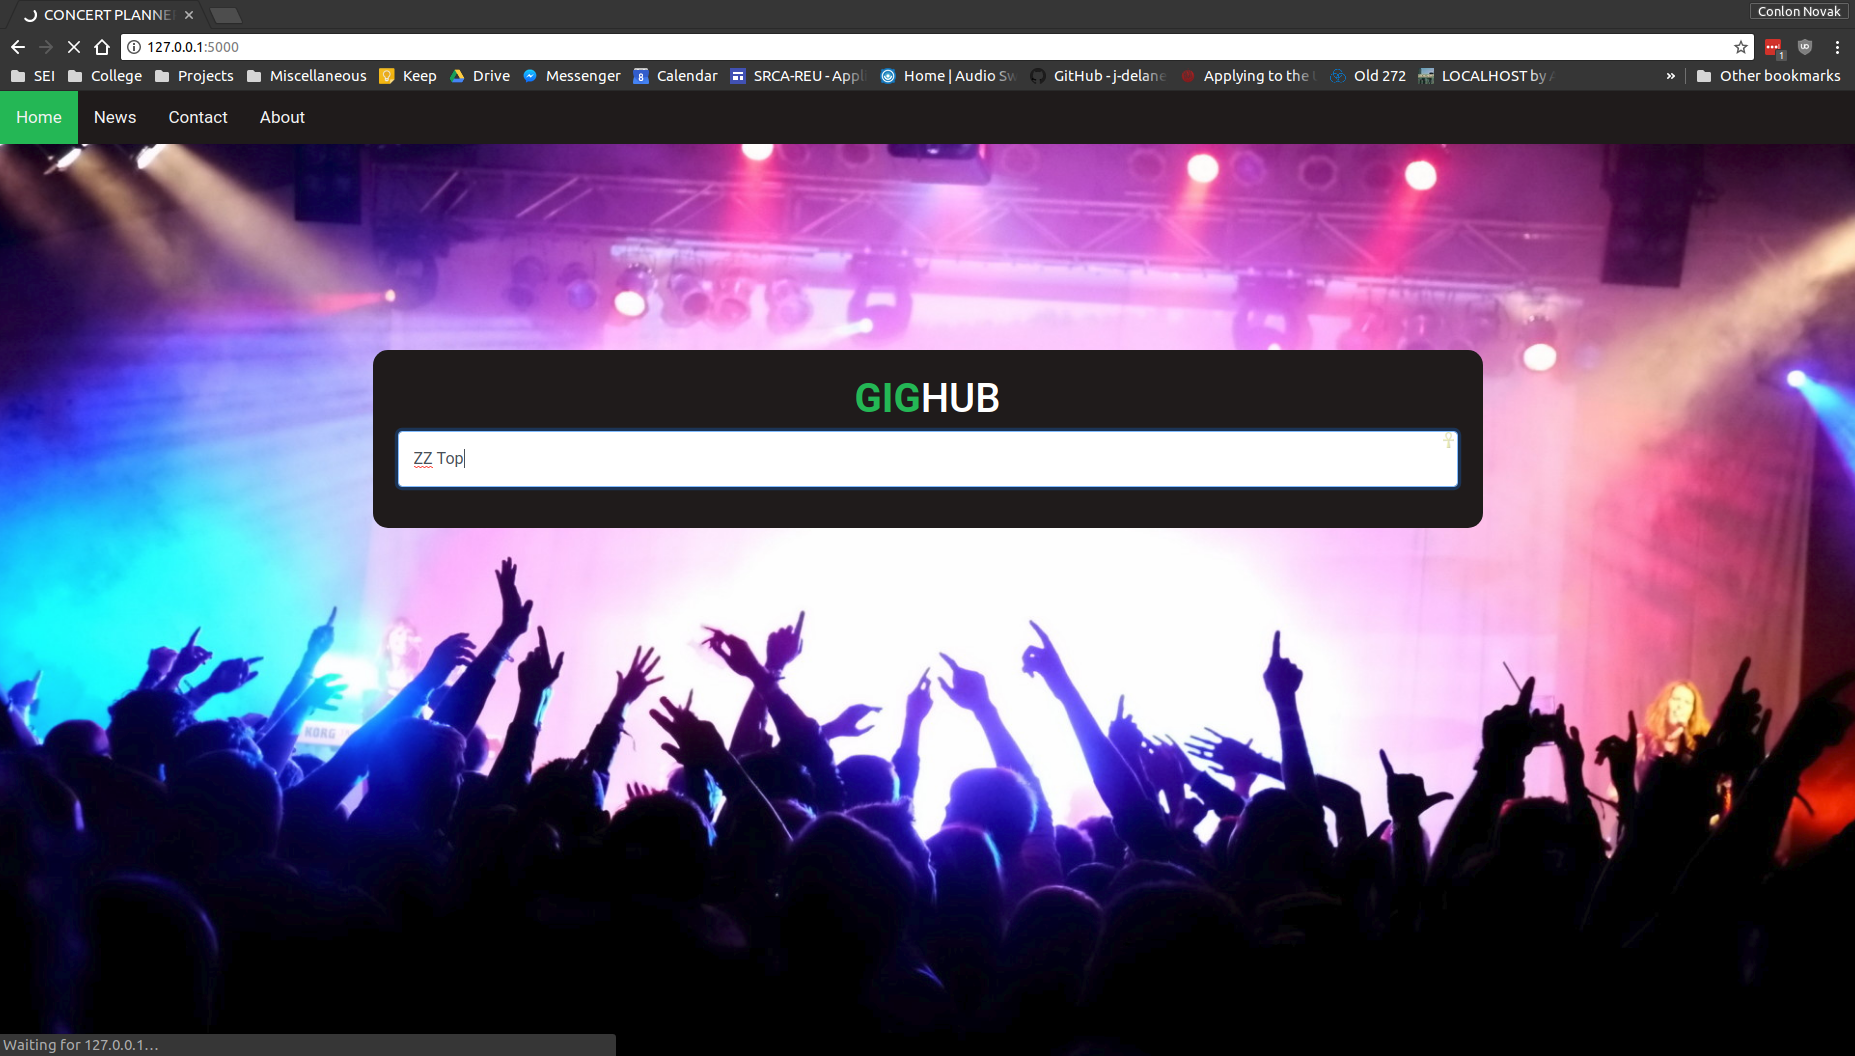 CONCERT PLANNE
Conlon Novak
127.0.0.1:5000
SEI College Projects Miscellaneous Keep Drive Messenger 8 Calendar SRCA-REU - Appl Home | Audio Sw GitHub - j-delane Applying to the Old 272 LOCALHOST by » Other bookmarks
1
Home News Contact About
GIGHUB
ZZ Top
KORG
Waiting for 127.0.0.1...